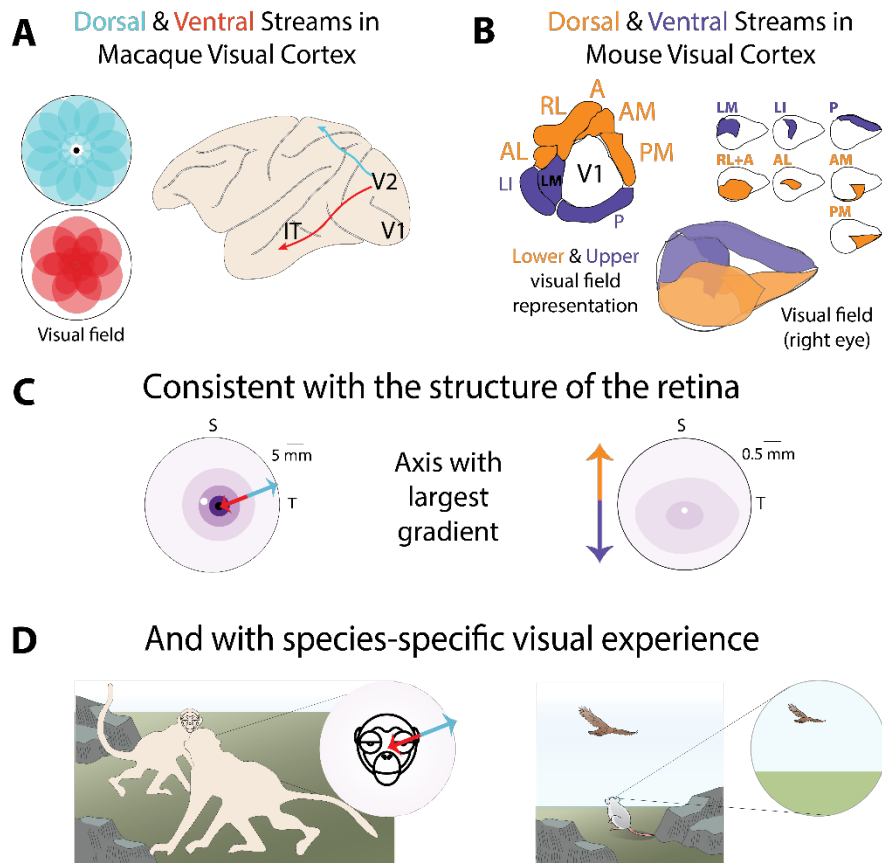 A
Dorsal & Ventral Streams in
Macaque Visual Cortex
V2
IT
V1
Visual field
B
Dorsal & Ventral Streams in
Mouse Visual Cortex
A
RL
AM
AL
PM
LI
LM
V1
P
LM
LI
P
RL+A
AL
AM
PM
Lower & Upper
visual field
representation
Visual field
(right eye)
C
Consistent with the structure of the retina
S
5 mm
T
Axis with
largest
gradient
S
0.5 mm
T
D
And with species-specific visual experience